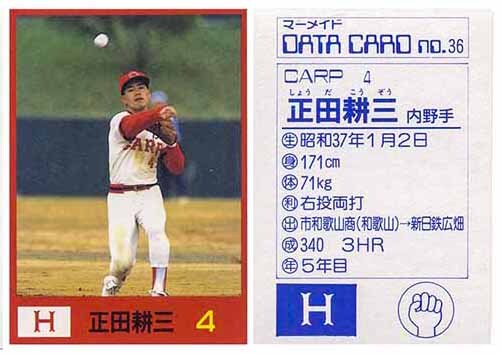 CARP
4
H 正田耕三 4
マーメイド
DATA CARD no.36
CARP 4
しょう だ こう ぞう
正田耕三 内野手
生 昭和37年1月2日
身 171cm
体 71kg
利 右投両打
出 市和歌山商(和歌山)→新日鉄広畑
成 340 3HR
年 5年目
H